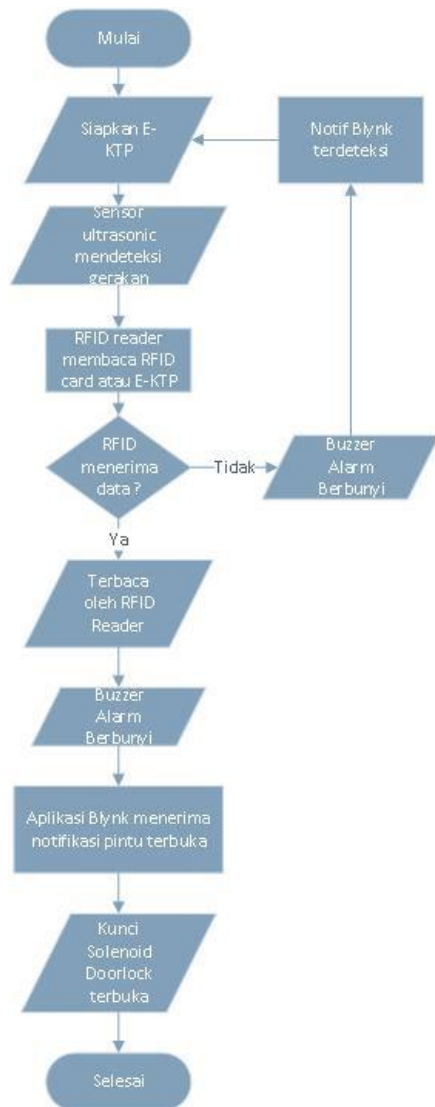 Mulai
Siapkan E-
KTP
Notif Blynk
terdeteksi
Sensor
ultrasonic
mendeteksi
gerakan
RFID reader
membaca RFID
card atau E-KTP
RFID
menerima
data ?
Tidak
Buzzer
Alarm
Berbunyi
Ya
Terbaca
oleh RFID
Reader
Buzzer
Alarm
Berbunyi
Aplikasi Blynk menerima
notifikasi pintu terbuka
Kunci
Solenoid
Doorlock
terbuka
Selesai